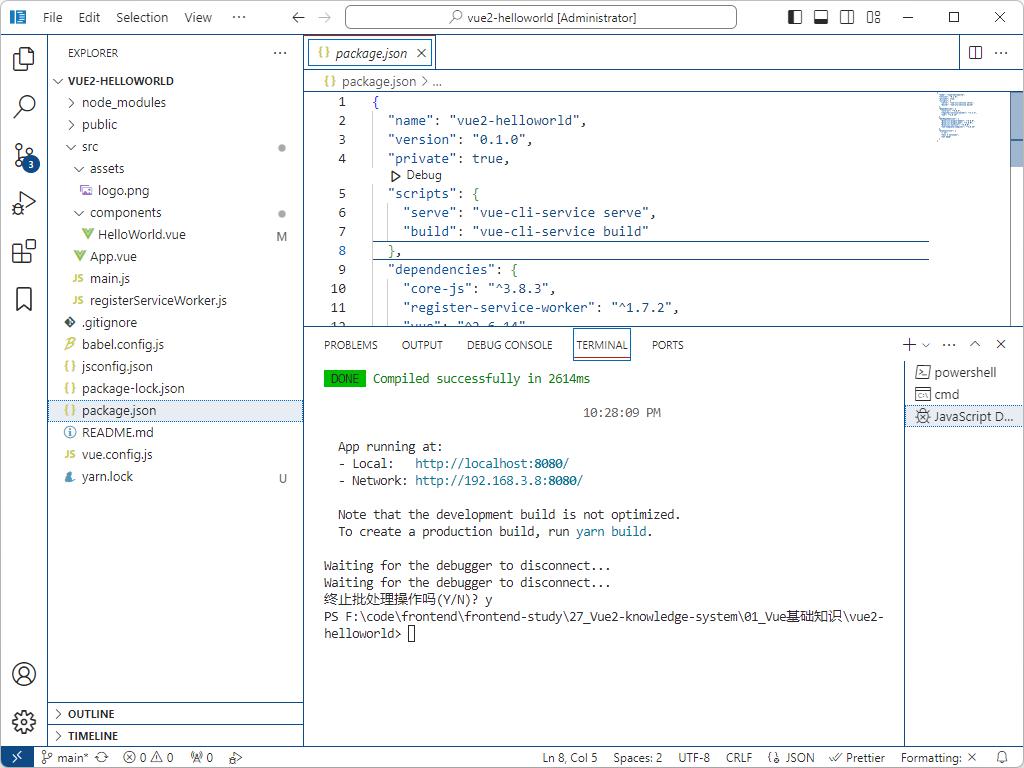 File Edit Selection View ··· vue2-helloworld [Administrator]
EXPLORER ···
VUE2-HELLOWORLD
node_modules
public
src
assets
logo.png
components
HelloWorld.vue M
App.vue
JS main.js
JS registerServiceWorker.js
.gitignore
babel.config.js
{} jsconfig.json
{} package-lock.json
{} package.json
README.md
JS vue.config.js
yarn.lock U
OUTLINE
TIMELINE
3
{} package.json ×
{} package.json > ...
1 {
2 "name": "vue2-helloworld",
3 "version": "0.1.0",
4 "private": true,
Debug
5 "scripts": {
6 "serve": "vue-cli-service serve",
7 "build": "vue-cli-service build"
8 },
9 "dependencies": {
10 "core-js": "^3.8.3",
11 "register-service-worker": "^1.7.2",
12 "vue": "^2.6.14"
PROBLEMS OUTPUT DEBUG CONSOLE TERMINAL PORTS
DONE Compiled successfully in 2614ms
10:28:09 PM
App running at:
- Local: http://localhost:8080/
- Network: http://192.168.3.8:8080/
Note that the development build is not optimized.
To create a production build, run yarn build.
Waiting for the debugger to disconnect...
Waiting for the debugger to disconnect...
终止批处理操作吗(Y/N)? y
PS F:\code\frontend\frontend-study\27_Vue2-knowledge-system\01_Vue基础知识\vue2-
helloworld>
powershell
cmd
JavaScript D...
main* 0 0 0 Ln 8, Col 5 Spaces: 2 UTF-8 CRLF {} JSON Prettier Formatting: ×